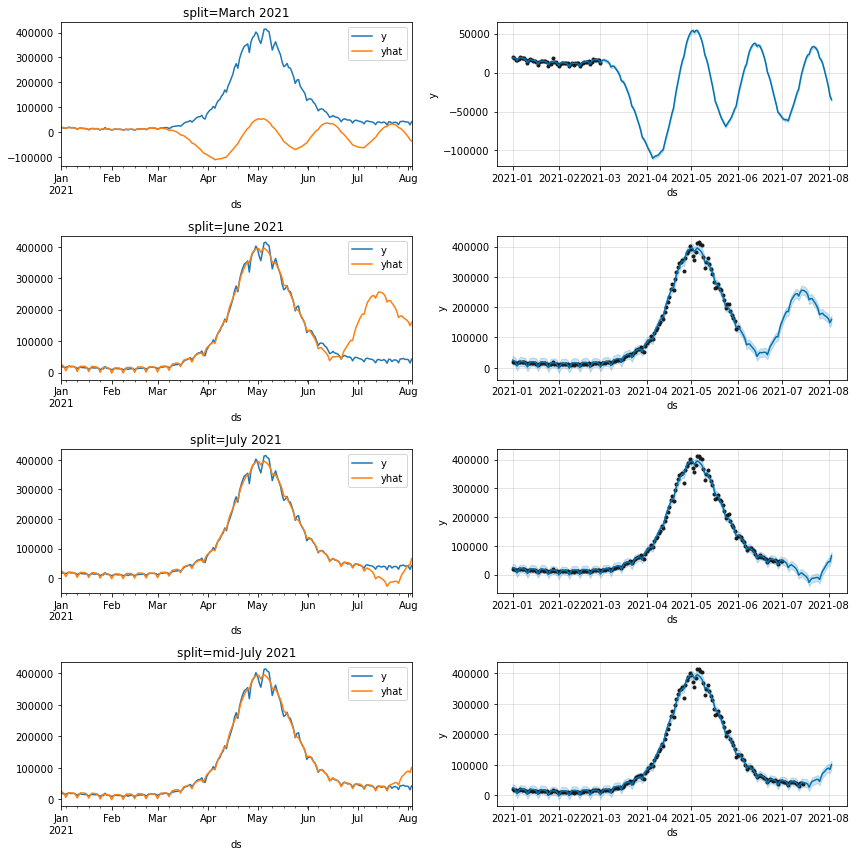 split=March 2021
400000
300000
200000
100000
0
−100000
y
yhat
Jan
2021
Feb
Mar
Apr
May
Jun
Jul
Aug
ds
50000
0
−50000
−100000
y
2021-01
2021-02
2021-03
2021-04
2021-05
2021-06
2021-07
2021-08
ds
split=June 2021
400000
300000
200000
100000
0
y
yhat
Jan
2021
Feb
Mar
Apr
May
Jun
Jul
Aug
ds
400000
300000
200000
100000
0
y
2021-01
2021-02
2021-03
2021-04
2021-05
2021-06
2021-07
2021-08
ds
split=July 2021
400000
300000
200000
100000
0
y
yhat
Jan
2021
Feb
Mar
Apr
May
Jun
Jul
Aug
ds
400000
300000
200000
100000
0
y
2021-01
2021-02
2021-03
2021-04
2021-05
2021-06
2021-07
2021-08
ds
split=mid-July 2021
400000
300000
200000
100000
0
y
yhat
Jan
2021
Feb
Mar
Apr
May
Jun
Jul
Aug
ds
400000
300000
200000
100000
0
y
2021-01
2021-02
2021-03
2021-04
2021-05
2021-06
2021-07
2021-08
ds